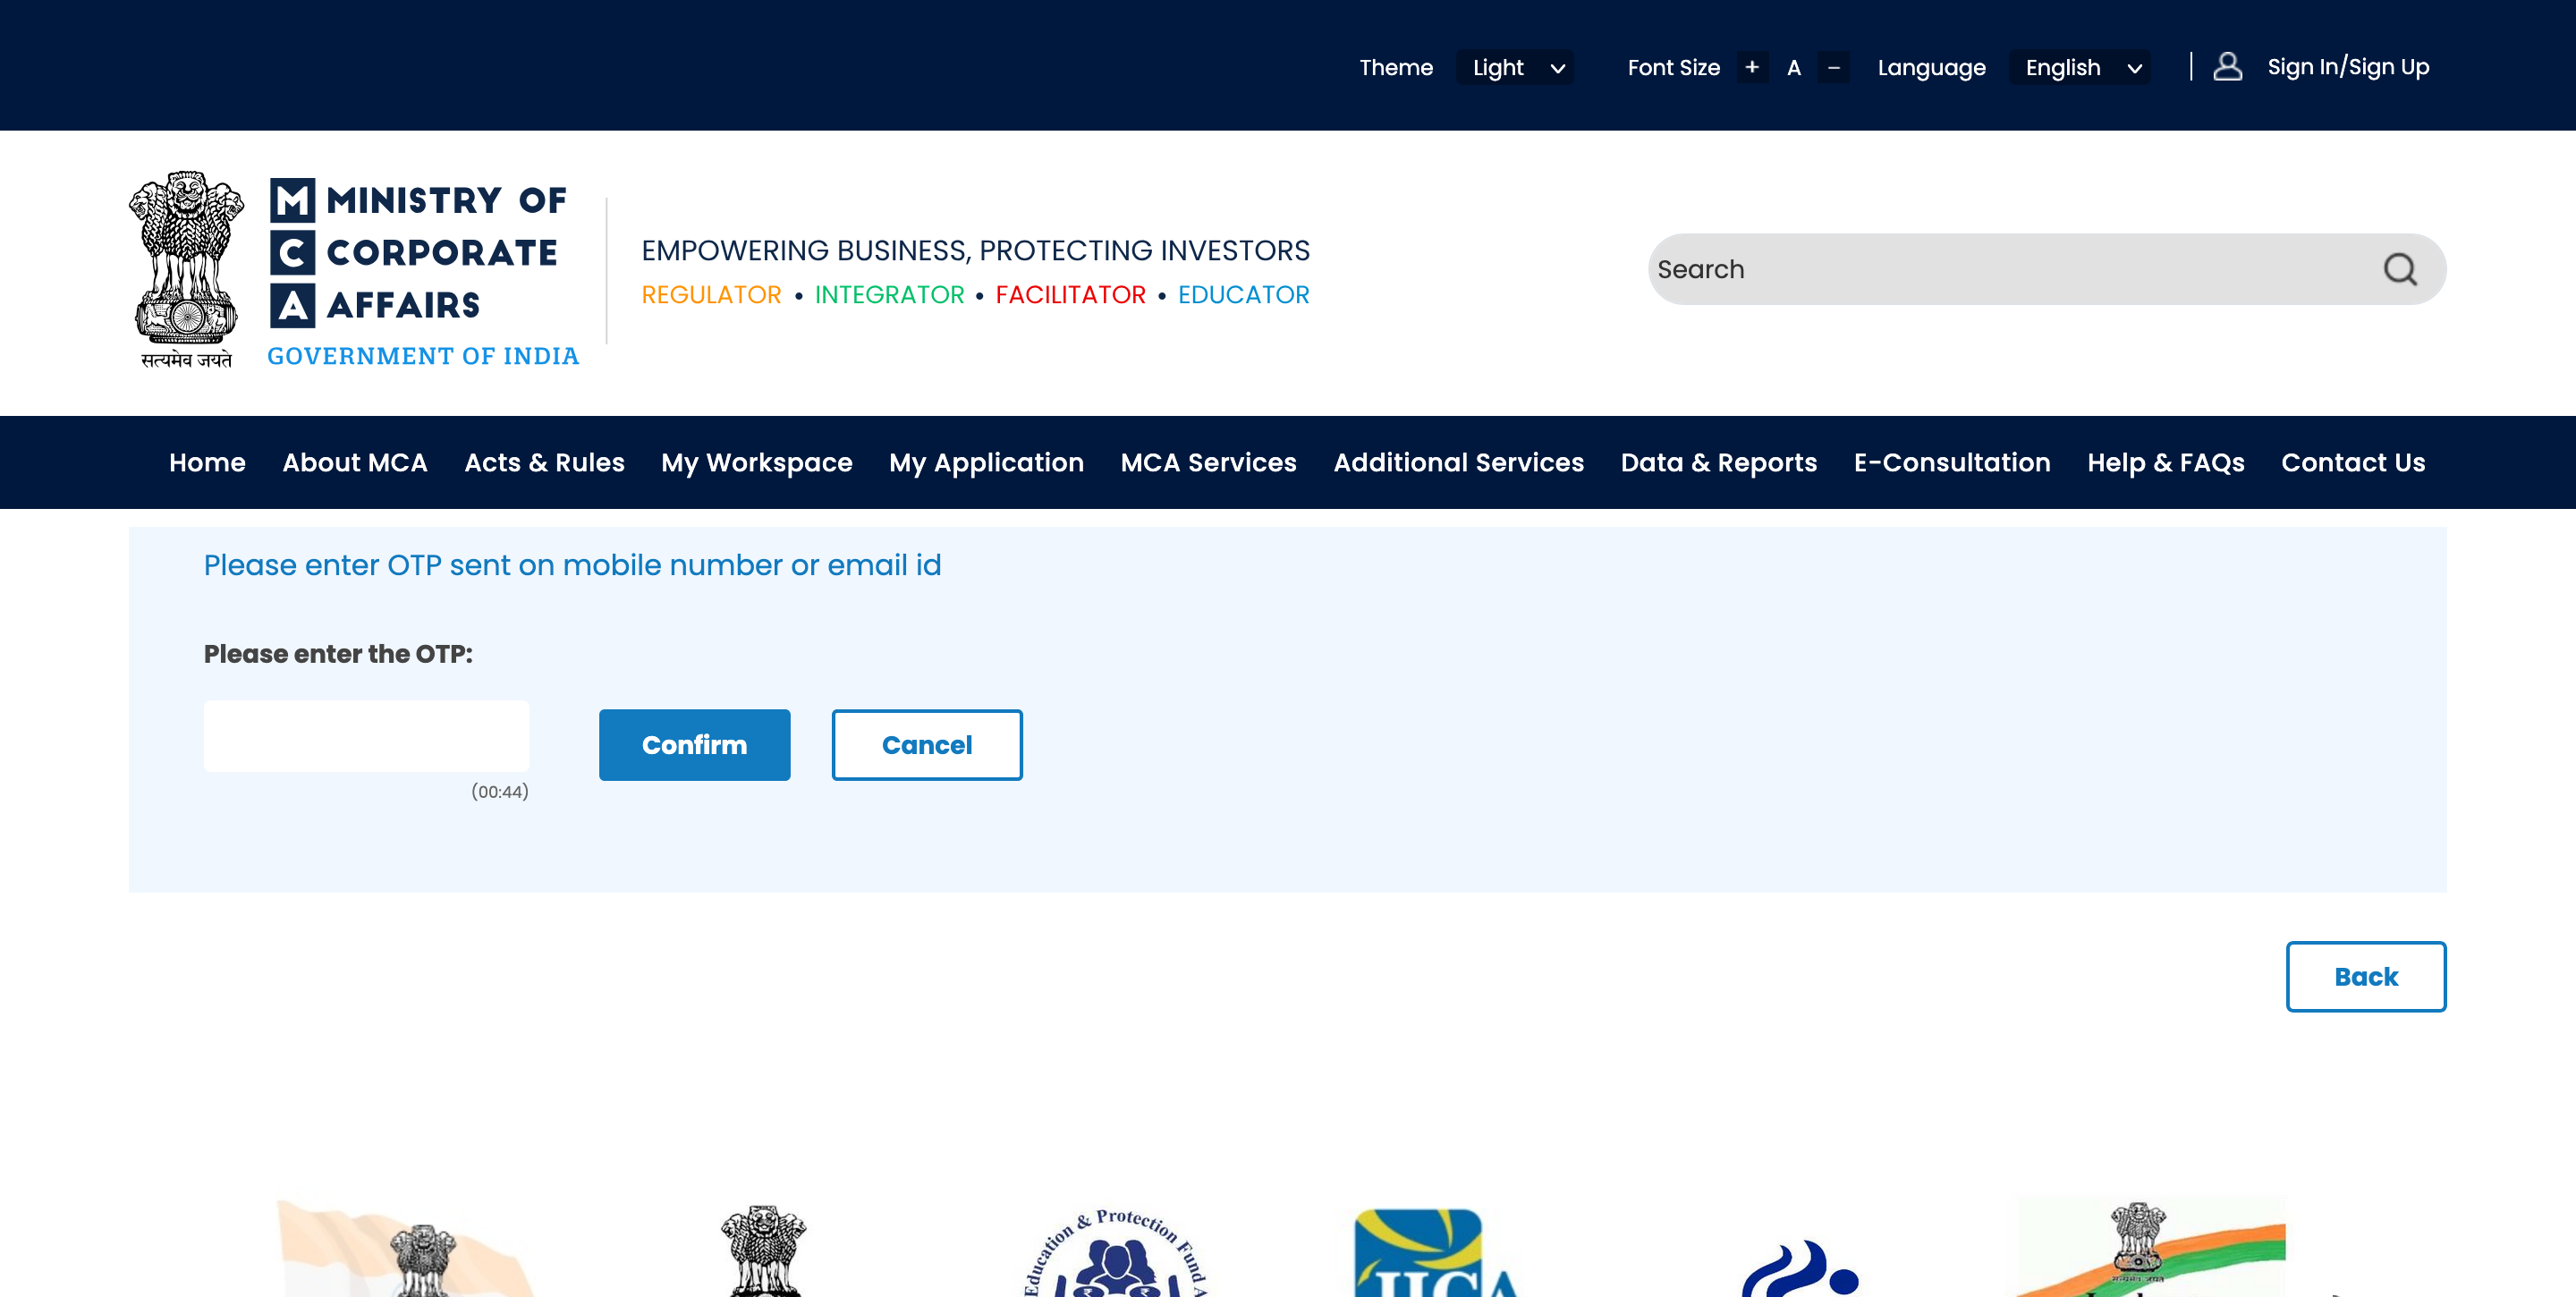 Theme Light Font Size + A - Language English Sign In/Sign Up
M MINISTRY OF
C CORPORATE
A AFFAIRS
सत्यमेव जयते
GOVERNMENT OF INDIA
EMPOWERING BUSINESS, PROTECTING INVESTORS
REGULATOR • INTEGRATOR • FACILITATOR • EDUCATOR
Search
Home About MCA Acts & Rules My Workspace My Application MCA Services Additional Services Data & Reports E-Consultation Help & FAQs Contact Us
Please enter OTP sent on mobile number or email id
Please enter the OTP:
Confirm Cancel
(00:44)
Back
Education & Protection Fund
सत्यमेव जयते